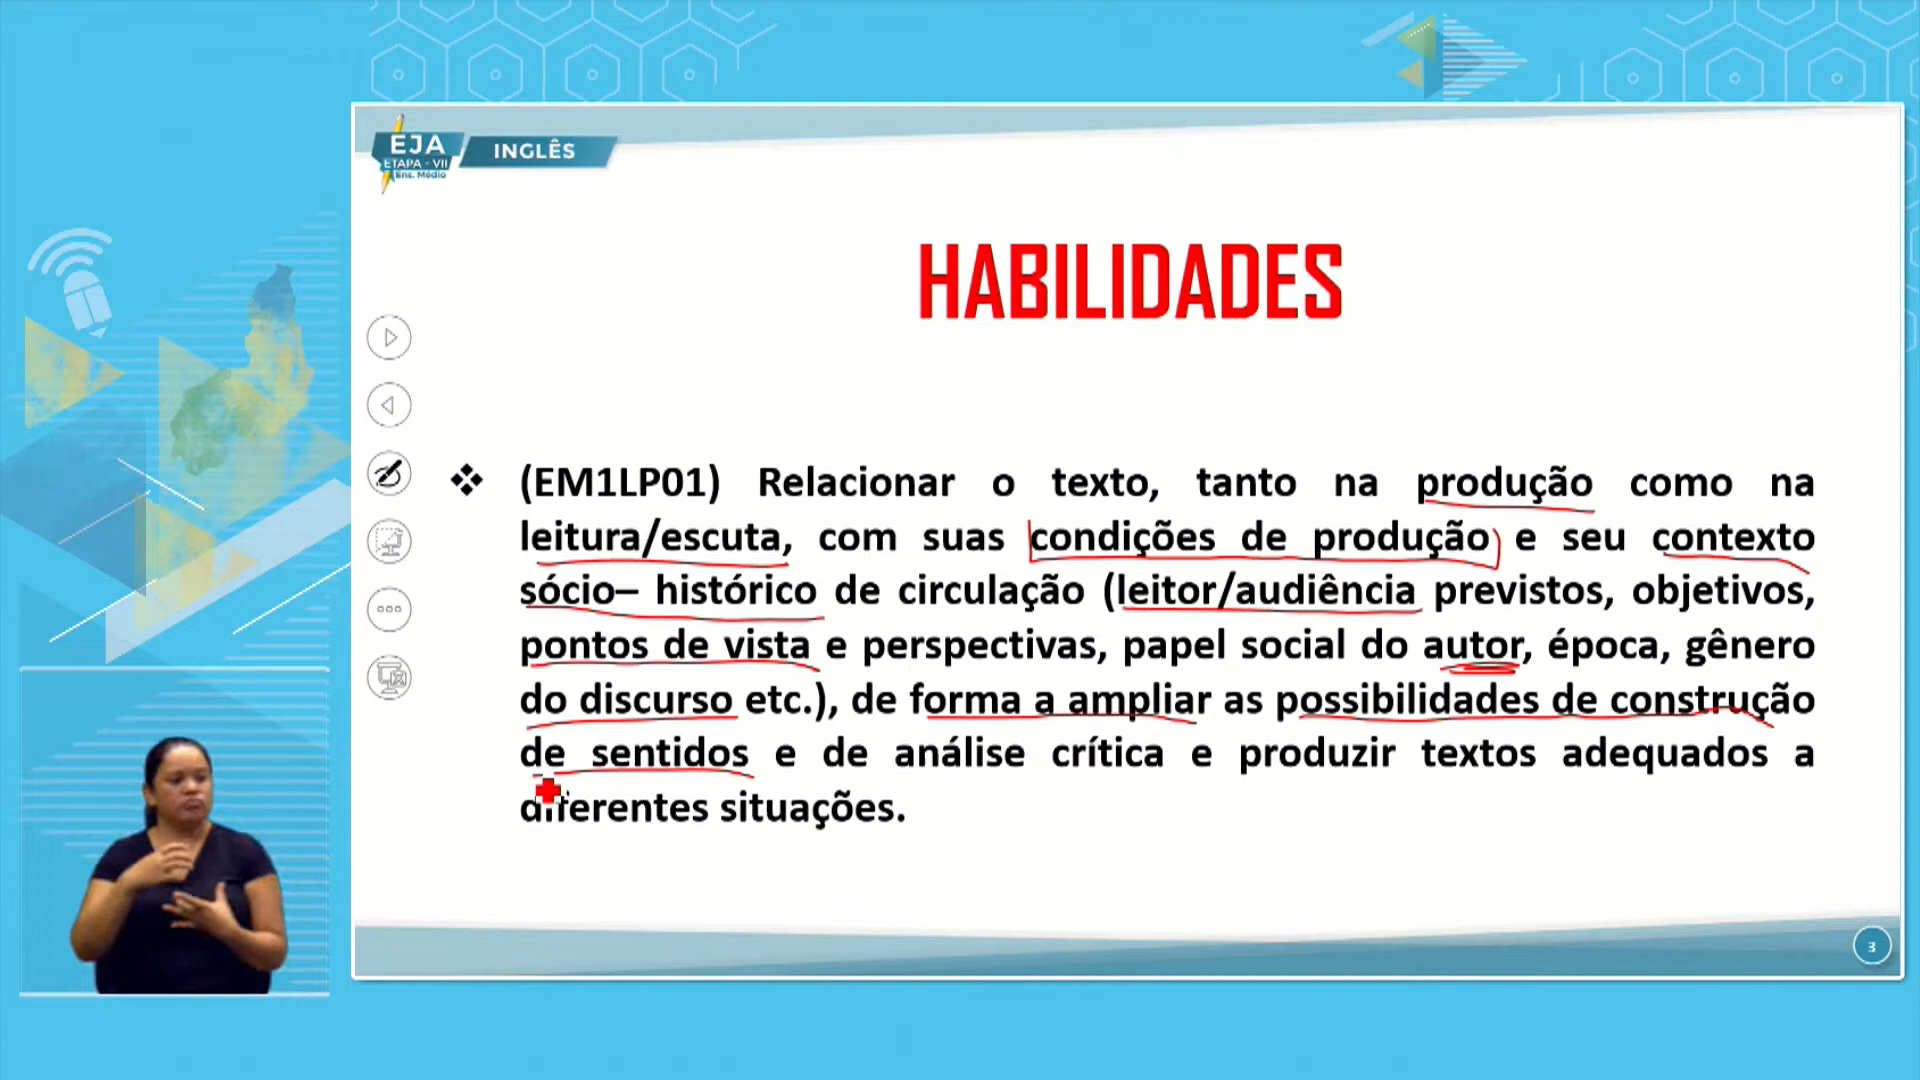 EJA
ETAPA - VII
Ens. Médio
INGLÊS
HABILIDADES
❖ (EM1LP01) Relacionar o texto, tanto na produção como na
leitura/escuta, com suas condições de produção e seu contexto
sócio– histórico de circulação (leitor/audiência previstos, objetivos,
pontos de vista e perspectivas, papel social do autor, época, gênero
do discurso etc.), de forma a ampliar as possibilidades de construção
de sentidos e de análise crítica e produzir textos adequados a
diferentes situações.
3